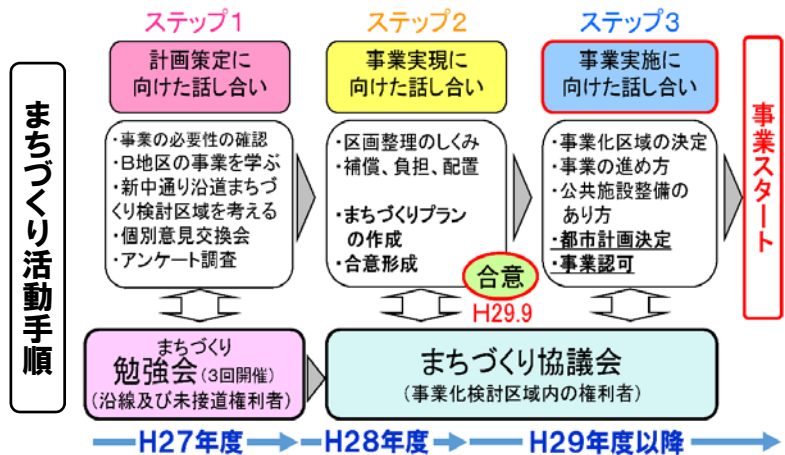 まちづくり活動手順
ステップ1
計画策定に
向けた話し合い
・事業の必要性の確認
・B地区の事業を学ぶ
・新中通り沿道まちづ
くり検討区域を考える
・個別意見交換会
・アンケート調査
ステップ2
事業実現に
向けた話し合い
・区画整理のしくみ
・補償、負担、配置
・まちづくりプラン
の作成
・合意形成
合意
H29.9
ステップ3
事業実施に
向けた話し合い
・事業化区域の決定
・事業の進め方
・公共施設整備の
あり方
・都市計画決定
・事業認可
事業スタート
まちづくり
勉強会(3回開催)
(沿線及び未接道権利者)
まちづくり協議会
(事業化検討区域内の権利者)
H27年度
H28年度
H29年度以降